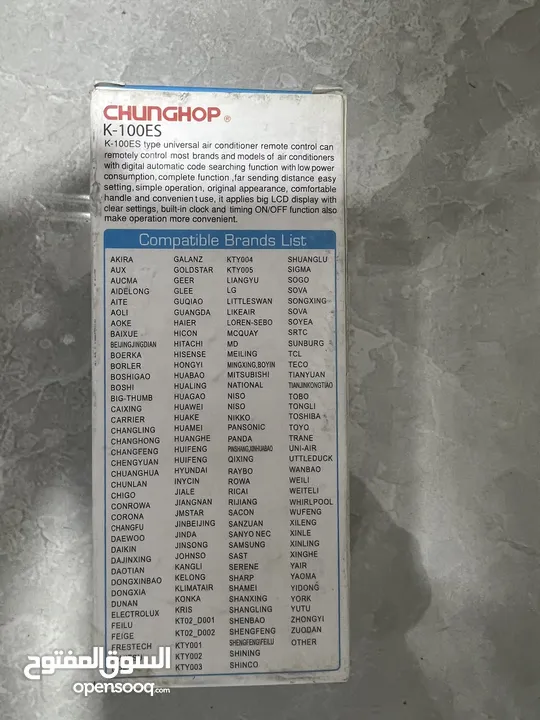 CHUNGHOP®
K-100ES
K-100ES type universal air conditioner remote control can
remotely control most brands and models of air conditioners
with digital automatic code searching function with low power
consumption, complete function ,far sending distance easy
setting, simple operation, original appearance, comfortable
handle and convenient use, it applies big LCD display with
clear settings, built-in clock and timing ON/OFF function also
make operation more convenient.
Compatible Brands List
AKIRA
AUX
AUCMA
AIDELONG
AITE
AOLI
AOKE
BAIXUE
BEIJINGJINGDIAN
BOERKA
BORLER
BOSHIGAO
BOSHI
BIG-THUMB
CAIXING
CARRIER
CHANGLING
CHANGHONG
CHANGFENG
CHENGYUAN
CHUANGHUA
CHUNLAN
CHIGO
CONROWA
CORONA
CHANGFU
DAEWOO
DAIKIN
DAJINXING
DAOTIAN
DONGXINBAO
DONGXIA
DUNAN
ELECTROLUX
FEILU
FEIGE
FRESTECH
GALANZ
GOLDSTAR
GEER
GLEE
GUQIAO
GUANGDA
HAIER
HICON
HITACHI
HISENSE
HONGYI
HUABAO
HUALING
HUAGAO
HUAWEI
HUAKE
HUAMEI
HUANGHE
HUIFENG
HUIFENG
HYUNDAI
INYCIN
JIALE
JIANGNAN
JMSTAR
JINBEIJING
JINDA
JINSONG
JOHNSO
KANGLI
KELONG
KLIMATAIR
KONKA
KRIS
KT02_D001
KT02_D002
KTY001
KTY002
KTY003
KTY004
KTY005
LIANGYU
LG
LITTLESWAN
LIKEAIR
LOREN-SEBO
MCQUAY
MD
MEILING
MINGXING,BOYIN
MITSUBISHI
NATIONAL
NISO
NISO
NIKKO
PANSONIC
PANDA
PINSHANG,JINHUABAO
QIXING
RAYBO
ROWA
RICAI
RIJIANG
SACON
SANZUAN
SANYO NEC
SAMSUNG
SAST
SERENE
SHARP
SHAMEI
SHANXING
SHANGLING
SHENBAO
SHENGFENG
SHENGFENGFEILU
SHINING
SHINCO
SHUANGLU
SIGMA
SOGO
SOVA
SONGXING
SOVA
SOYEA
SRTC
SUNBURG
TCL
TECO
TIANYUAN
TIANJINKONGTIAO
TOBO
TONGLI
TOSHIBA
TOYO
TRANE
UNI-AIR
UTTLEDUCK
WANBAO
WEILI
WEITELI
WHIRLPOOL
WUFENG
XILENG
XINLE
XINLING
XINGHE
YAIR
YAOMA
YIDONG
YORK
YUTU
ZHONGYI
ZUODAN
OTHER
السوق المفتوح
opensooq.com